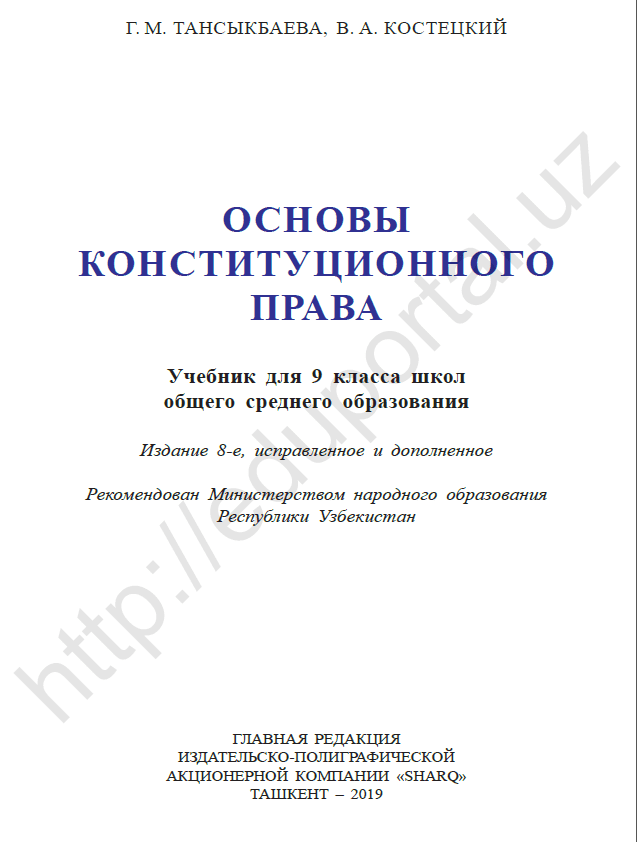 Г. М. ТАНСЫКБАЕВА, В. А. КОСТЕЦКИЙ
ОСНОВЫ
КОНСТИТУЦИОННОГО
ПРАВА
Учебник для 9 класса школ
общего среднего образования
Издание 8-е, исправленное и дополненное
Рекомендован Министерством народного образования
Республики Узбекистан
http://eduportal.uz
ГЛАВНАЯ РЕДАКЦИЯ
ИЗДАТЕЛЬСКО-ПОЛИГРАФИЧЕСКОЙ
АКЦИОНЕРНОЙ КОМПАНИИ «SHARQ»
ТАШКЕНТ – 2019